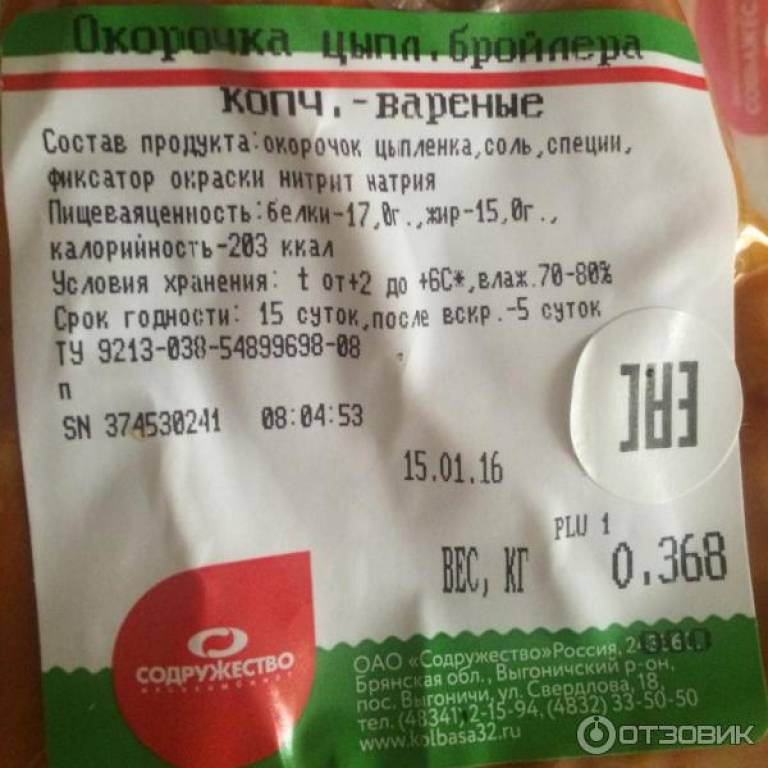 Окорочка цыпл.бройлера
копч.-вареные
Состав продукта:окорочок цыпленка,соль,специи,
фиксатор окраски нитрит натрия
Пищеваяценность:белки-17,0г.,жир-15,0г.,
калорийность-203 ккал
Условия хранения: t от+2 до +6С*,влаж.70-80%
Срок годности: 15 суток,после вскр.-5 суток
ТУ 9213-038-54899698-08
п
SN 374530241 08:04:53
EAC
15.01.16
PLU 1
ВЕС, КГ 0.368
СОДРУЖЕСТВО
ОАО «Содружество»Россия,
Брянская обл., Выгоничский р-он,
пос. Выгоничи, ул. Свердлова, 18,
тел. (48341) 2-15-94, (4832) 33-50-50
www.kolbasa32.ru
ОТЗОВИК